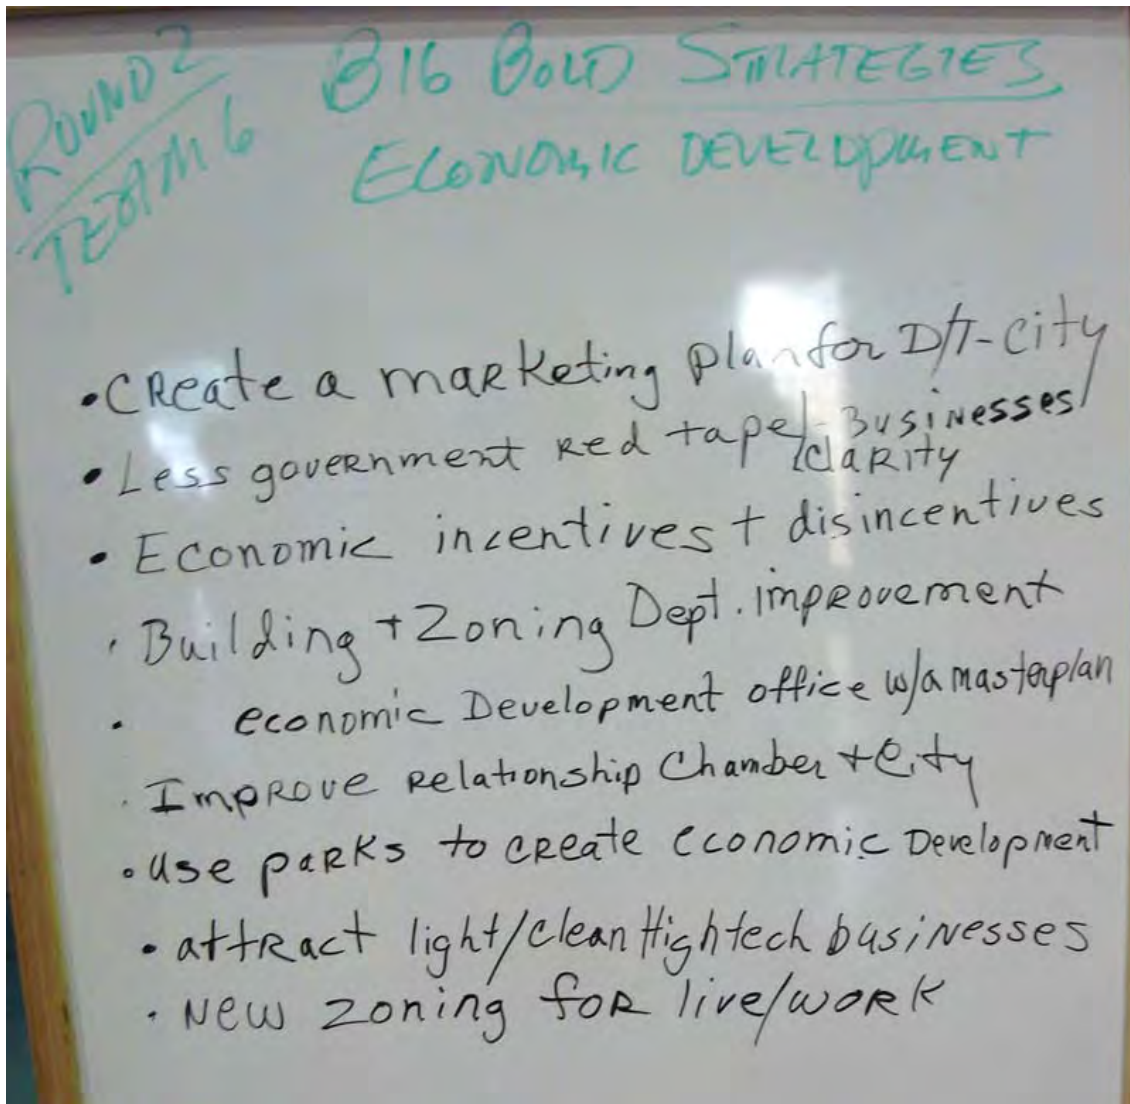 ROUND 2
TEAM 6
BIG BOLD STRATEGIES
ECONOMIC DEVELOPMENT
• Create a marketing plan for D/T-City
• Less government red tape/-Businesses/
clarity
• Economic incentives + disincentives
• Building + Zoning Dept. improvement
• economic Development office w/a masterplan
• Improve Relationship Chamber + City
• Use parks to create economic Development
• attract light/clean Hightech businesses
• New zoning for live/work